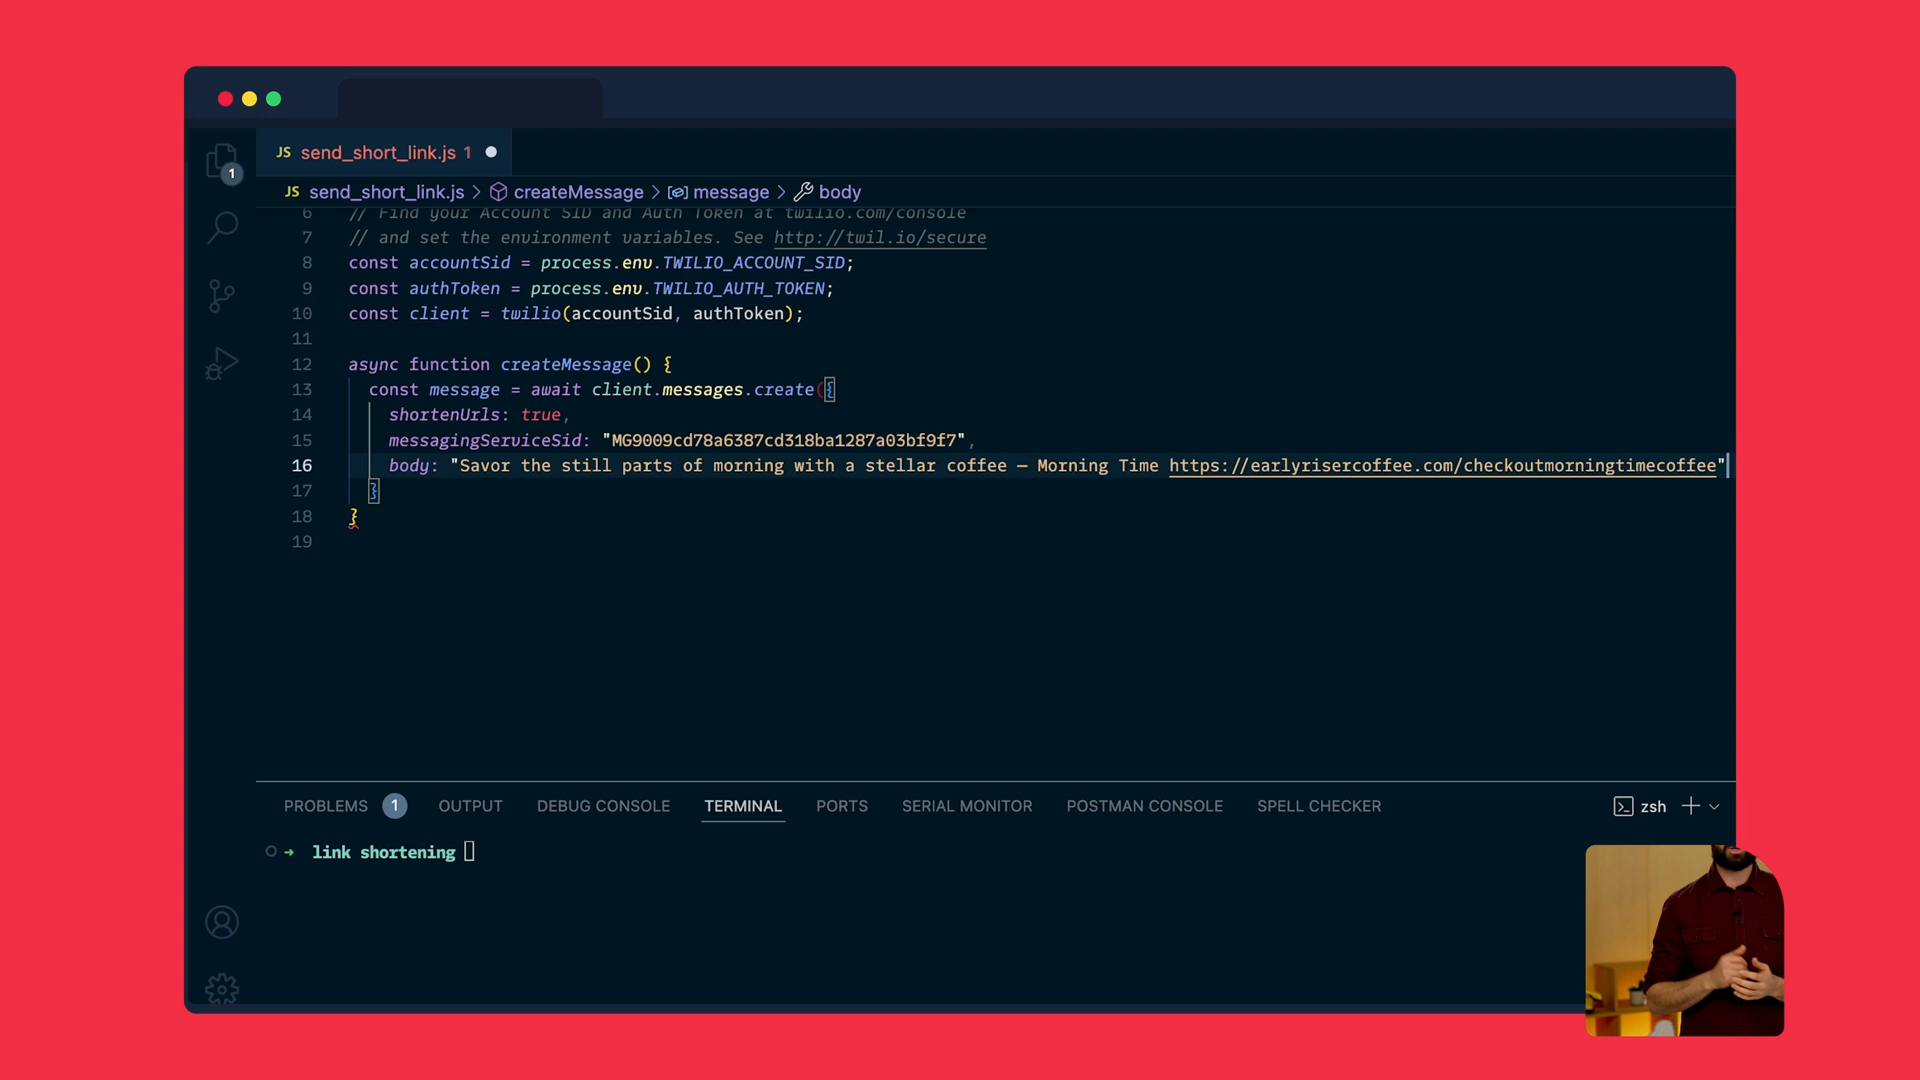 JS send_short_link.js 1
1
JS send_short_link.js > createMessage > message > body
6 // Find your Account SID and Auth Token at twilio.com/console
7 // and set the environment variables. See http://twil.io/secure
8 const accountSid = process.env.TWILIO_ACCOUNT_SID;
9 const authToken = process.env.TWILIO_AUTH_TOKEN;
10 const client = twilio(accountSid, authToken);
11
12 async function createMessage() {
13 const message = await client.messages.create({
14 shortenUrls: true,
15 messagingServiceSid: "MG9009cd78a6387cd318ba1287a03bf9f7",
16 body: "Savor the still parts of morning with a stellar coffee – Morning Time https://earlyrisercoffee.com/checkoutmorningtimecoffee"
17 }
18 }
19
PROBLEMS 1 OUTPUT DEBUG CONSOLE TERMINAL PORTS SERIAL MONITOR POSTMAN CONSOLE SPELL CHECKER zsh
➜ link shortening